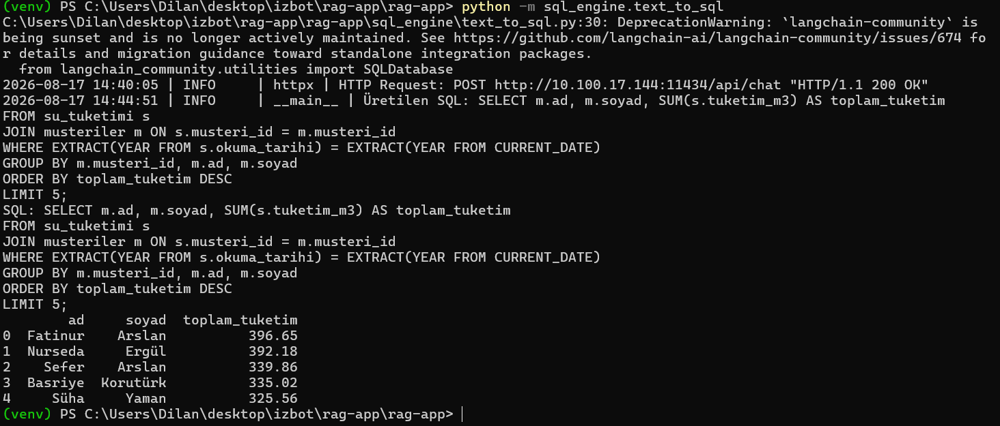 (venv) PS C:\Users\Dilan\desktop\izbot\rag-app\rag-app> python -m sql_engine.text_to_sql
C:\Users\Dilan\desktop\izbot\rag-app\rag-app\sql_engine\text_to_sql.py:30: DeprecationWarning: `langchain-community` is
being sunset and is no longer actively maintained. See https://github.com/langchain-ai/langchain-community/issues/674 fo
r details and migration guidance toward standalone integration packages.
  from langchain_community.utilities import SQLDatabase
2026-08-17 14:40:05 | INFO     | httpx | HTTP Request: POST http://10.100.17.144:11434/api/chat "HTTP/1.1 200 OK"
2026-08-17 14:44:51 | INFO     | __main__ | Üretilen SQL: SELECT m.ad, m.soyad, SUM(s.tuketim_m3) AS toplam_tuketim
FROM su_tuketimi s
JOIN musteriler m ON s.musteri_id = m.musteri_id
WHERE EXTRACT(YEAR FROM s.okuma_tarihi) = EXTRACT(YEAR FROM CURRENT_DATE)
GROUP BY m.musteri_id, m.ad, m.soyad
ORDER BY toplam_tuketim DESC
LIMIT 5;
SQL: SELECT m.ad, m.soyad, SUM(s.tuketim_m3) AS toplam_tuketim
FROM su_tuketimi s
JOIN musteriler m ON s.musteri_id = m.musteri_id
WHERE EXTRACT(YEAR FROM s.okuma_tarihi) = EXTRACT(YEAR FROM CURRENT_DATE)
GROUP BY m.musteri_id, m.ad, m.soyad
ORDER BY toplam_tuketim DESC
LIMIT 5;
        ad     soyad  toplam_tuketim
0  Fatinur    Arslan          396.65
1  Nurseda     Ergül          392.18
2    Sefer    Arslan          339.86
3  Basriye  Korutürk          335.02
4     Süha     Yaman          325.56
(venv) PS C:\Users\Dilan\desktop\izbot\rag-app\rag-app>